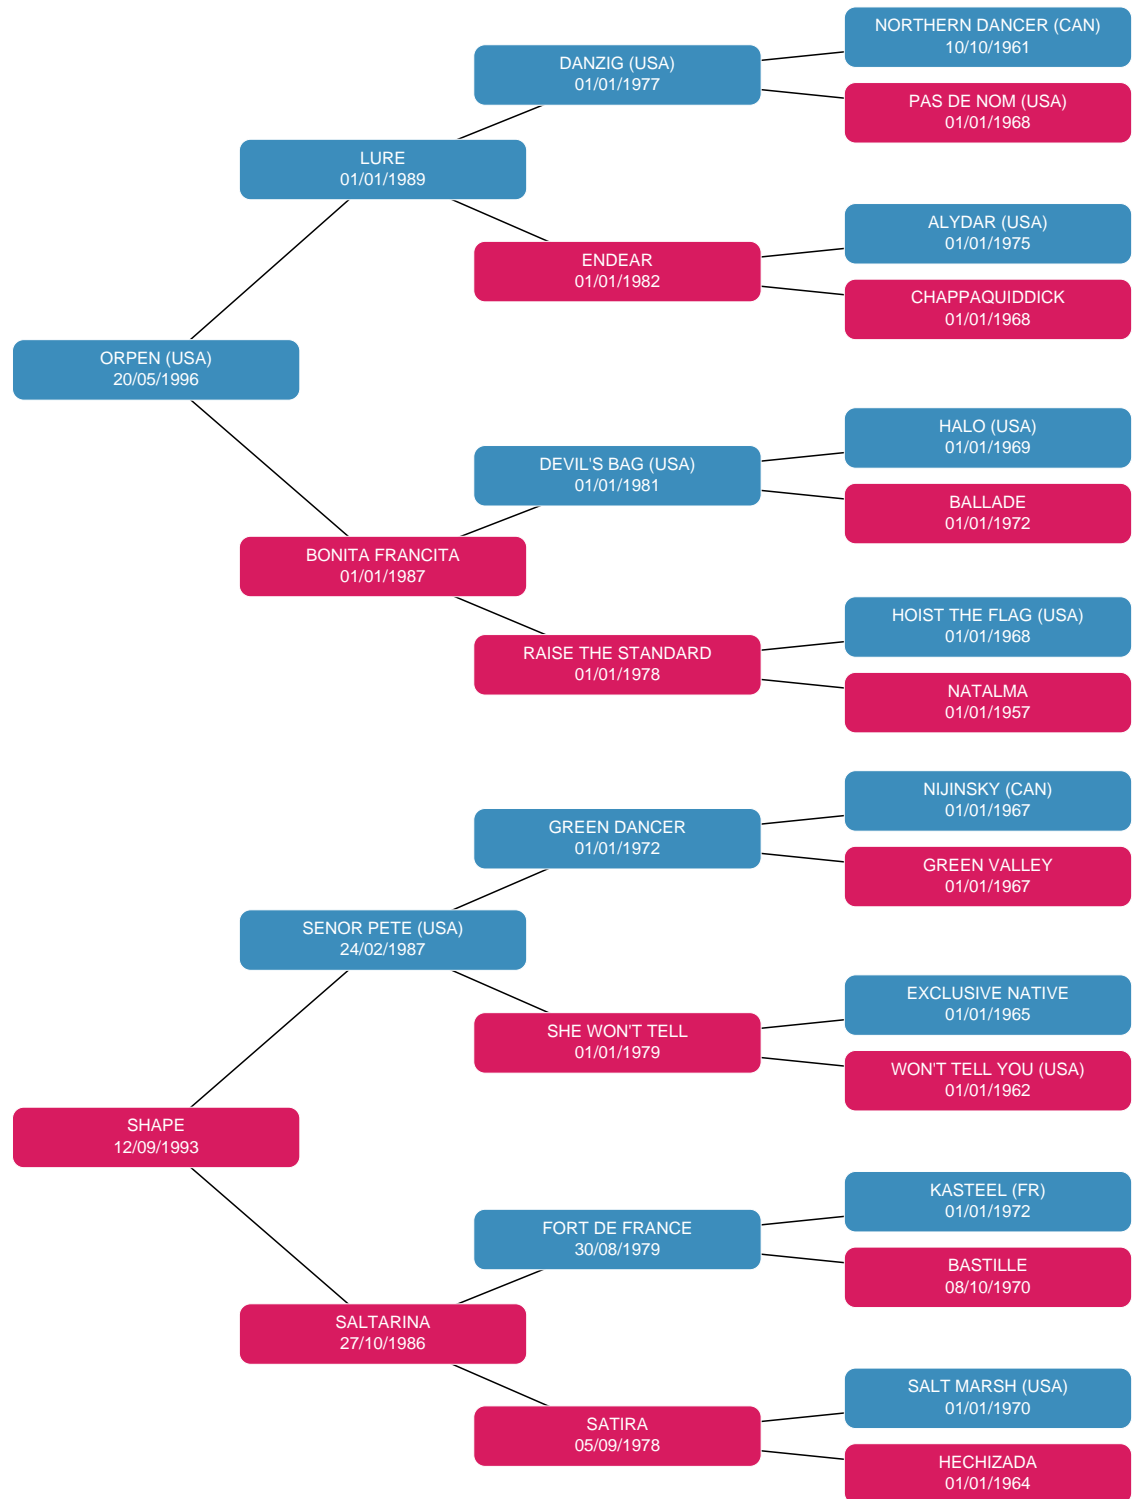 NORTHERN DANCER (CAN)
10/10/1961
DANZIG (USA)
01/01/1977
PAS DE NOM (USA)
01/01/1968
LURE
01/01/1989
ALYDAR (USA)
01/01/1975
ENDEAR
01/01/1982
CHAPPAQUIDDICK
01/01/1968
ORPEN (USA)
20/05/1996
HALO (USA)
01/01/1969
DEVIL'S BAG (USA)
01/01/1981
BALLADE
01/01/1972
BONITA FRANCITA
01/01/1987
HOIST THE FLAG (USA)
01/01/1968
RAISE THE STANDARD
01/01/1978
NATALMA
01/01/1957
NIJINSKY (CAN)
01/01/1967
GREEN DANCER
01/01/1972
GREEN VALLEY
01/01/1967
SENOR PETE (USA)
24/02/1987
EXCLUSIVE NATIVE
01/01/1965
SHE WON'T TELL
01/01/1979
WON'T TELL YOU (USA)
01/01/1962
SHAPE
12/09/1993
KASTEEL (FR)
01/01/1972
FORT DE FRANCE
30/08/1979
BASTILLE
08/10/1970
SALTARINA
27/10/1986
SALT MARSH (USA)
01/01/1970
SATIRA
05/09/1978
HECHIZADA
01/01/1964